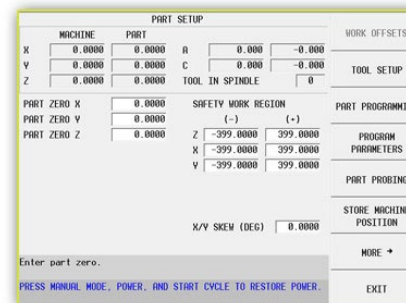 PART SETUP
MACHINE PART
X 0.0000 0.0000 A 0.000 -0.000
Y 0.0000 0.0000 C 0.000 -0.000
Z 0.0000 0.0000 TOOL IN SPINDLE 0
PART ZERO X 0.0000 SAFETY WORK REGION
PART ZERO Y 0.0000 (-) (+)
PART ZERO Z 0.0000 Z -399.0000 399.0000
X -399.0000 399.0000
Y -399.0000 399.0000
X/Y SKEW (DEG) 0.0000
Enter part zero.
PRESS MANUAL MODE, POWER, AND START CYCLE TO RESTORE POWER.
WORK OFFSETS
TOOL SETUP
PART PROGRAMMI
PROGRAM
PARAMETERS
PART PROBING
STORE MACHIN
POSITION
MORE →
EXIT